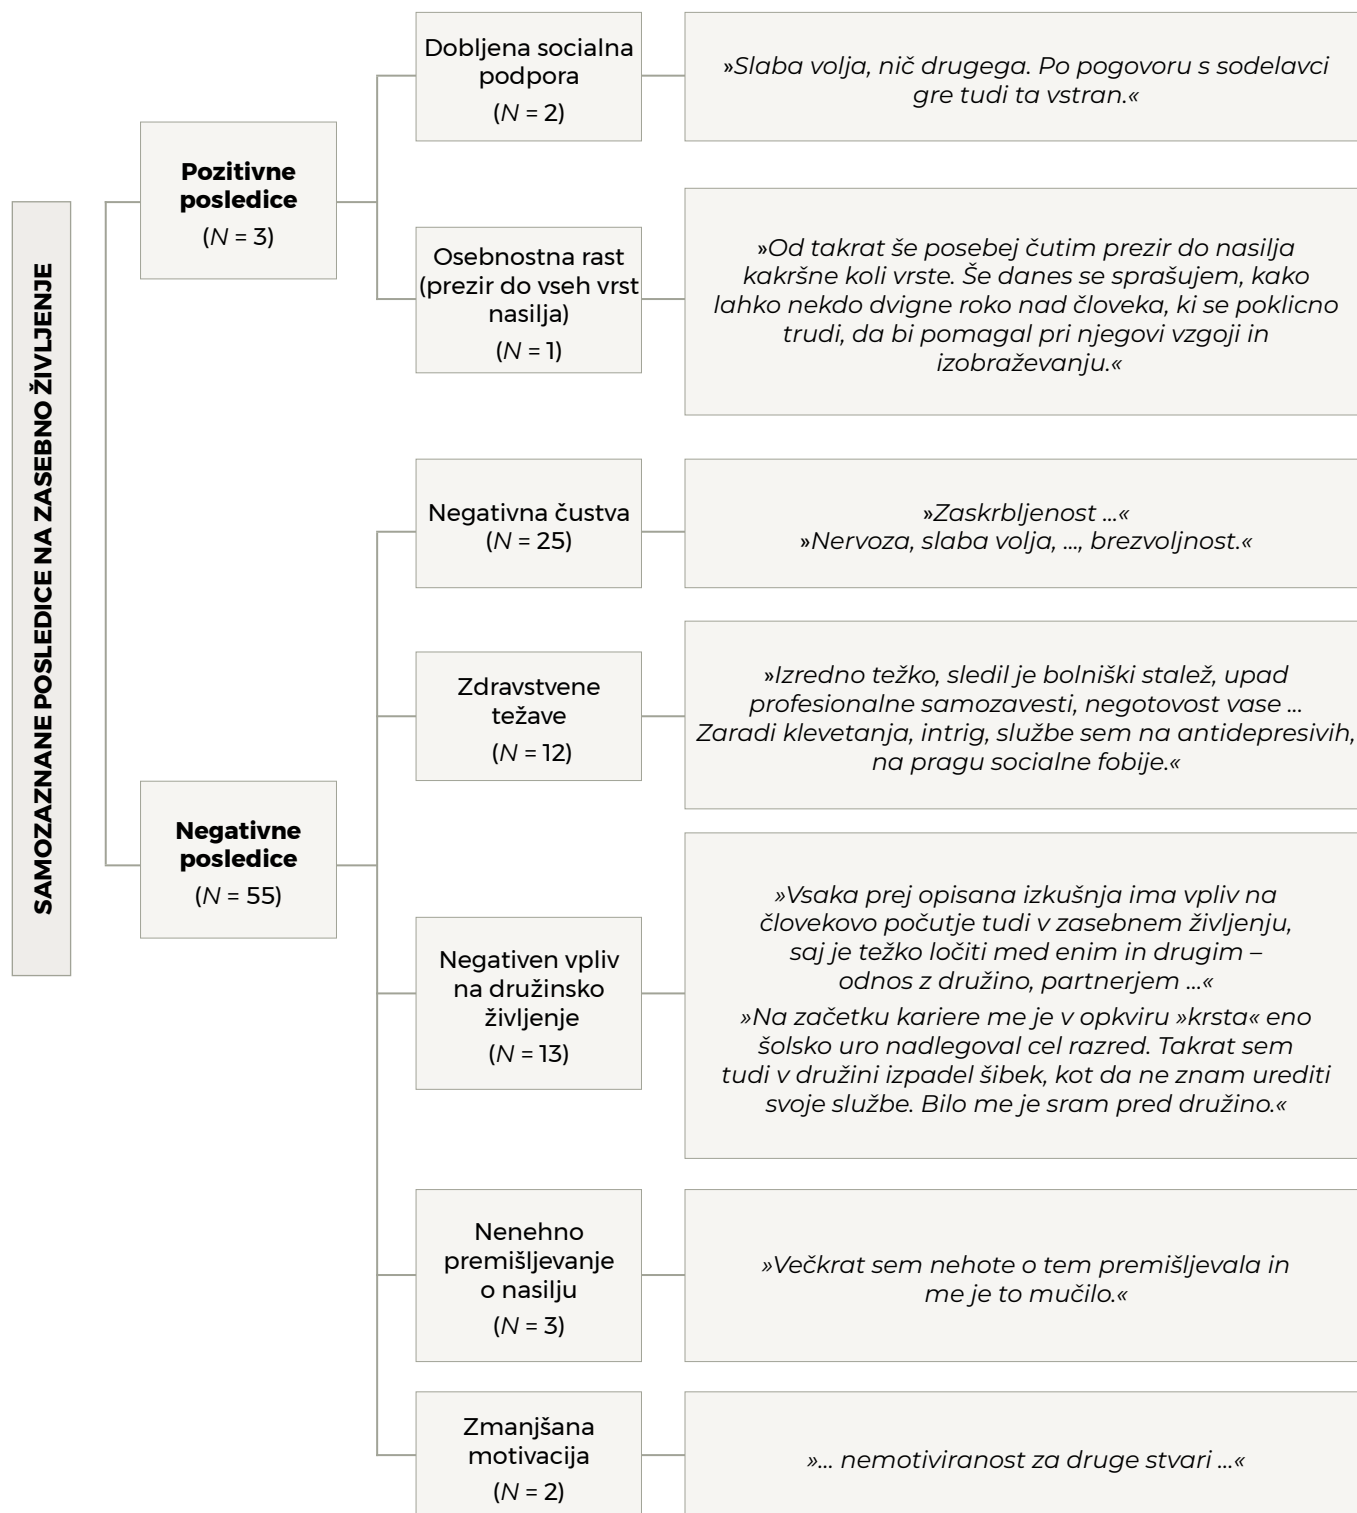 SAMOZAZNANE POSLEDICE NA ZASEBNO ŽIVLJENJE
Pozitivne
posledice
(N = 3)
Dobljena socialna
podpora
(N = 2)
»Slaba volja, nič drugega. Po pogovoru s sodelavci
gre tudi ta vstran.«
Osebnostna rast
(prezir do vseh vrst
nasilja)
(N = 1)
»Od takrat še posebej čutim prezir do nasilja
kakršne koli vrste. Še danes se sprašujem, kako
lahko nekdo dvigne roko nad človeka, ki se poklicno
trudi, da bi pomagal pri njegovi vzgoji in
izobraževanju.«
Negativne
posledice
(N = 55)
Negativna čustva
(N = 25)
»Zaskrbljenost ...«
»Nervoza, slaba volja, ..., brezvoljnost.«
Zdravstvene
težave
(N = 12)
»Izredno težko, sledil je bolniški stalež, upad
profesionalne samozavesti, negotovost vase ...
Zaradi klevetanja, intrig, službe sem na antidepresivih,
na pragu socialne fobije.«
Negativen vpliv
na družinsko
življenje
(N = 13)
»Vsaka prej opisana izkušnja ima vpliv na
človekovo počutje tudi v zasebnem življenju,
saj je težko ločiti med enim in drugim –
odnos z družino, partnerjem ...«
»Na začetku kariere me je v opkviru »krsta« eno
šolsko uro nadlegoval cel razred. Takrat sem
tudi v družini izpadel šibek, kot da ne znam urediti
svoje službe. Bilo me je sram pred družino.«
Nenehno
premišljevanje
o nasilju
(N = 3)
»Večkrat sem nehote o tem premišljevala in
me je to mučilo.«
Zmanjšana
motivacija
(N = 2)
»... nemotiviranost za druge stvari ...«